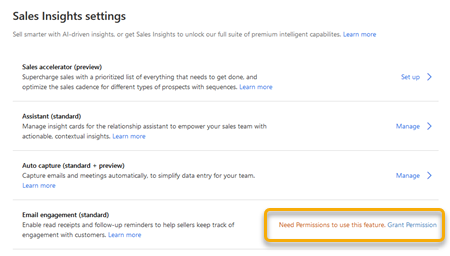 Sales Insights settings
Sell smarter with AI-driven insights, or get Sales Insights to unlock our full suite of premium intelligent capabilites. Learn more
Sales accelerator (preview)
Supercharge sales with a prioritized list of everything that needs to get done, and
optimize the sales cadence for different types of prospects with sequences. Learn more
Set up
Assistant (standard)
Manage insight cards for the relationship assistant to empower your sales team with
actionable, contextual insights. Learn more
Manage
Auto capture (standard + preview)
Capture emails and meetings automatically, to simplify data entry for your team.
Learn more
Manage
Email engagement (standard)
Enable read receipts and follow-up reminders to help sellers keep track of
engagement with customers. Learn more
Need Permissions to use this feature. Grant Permission